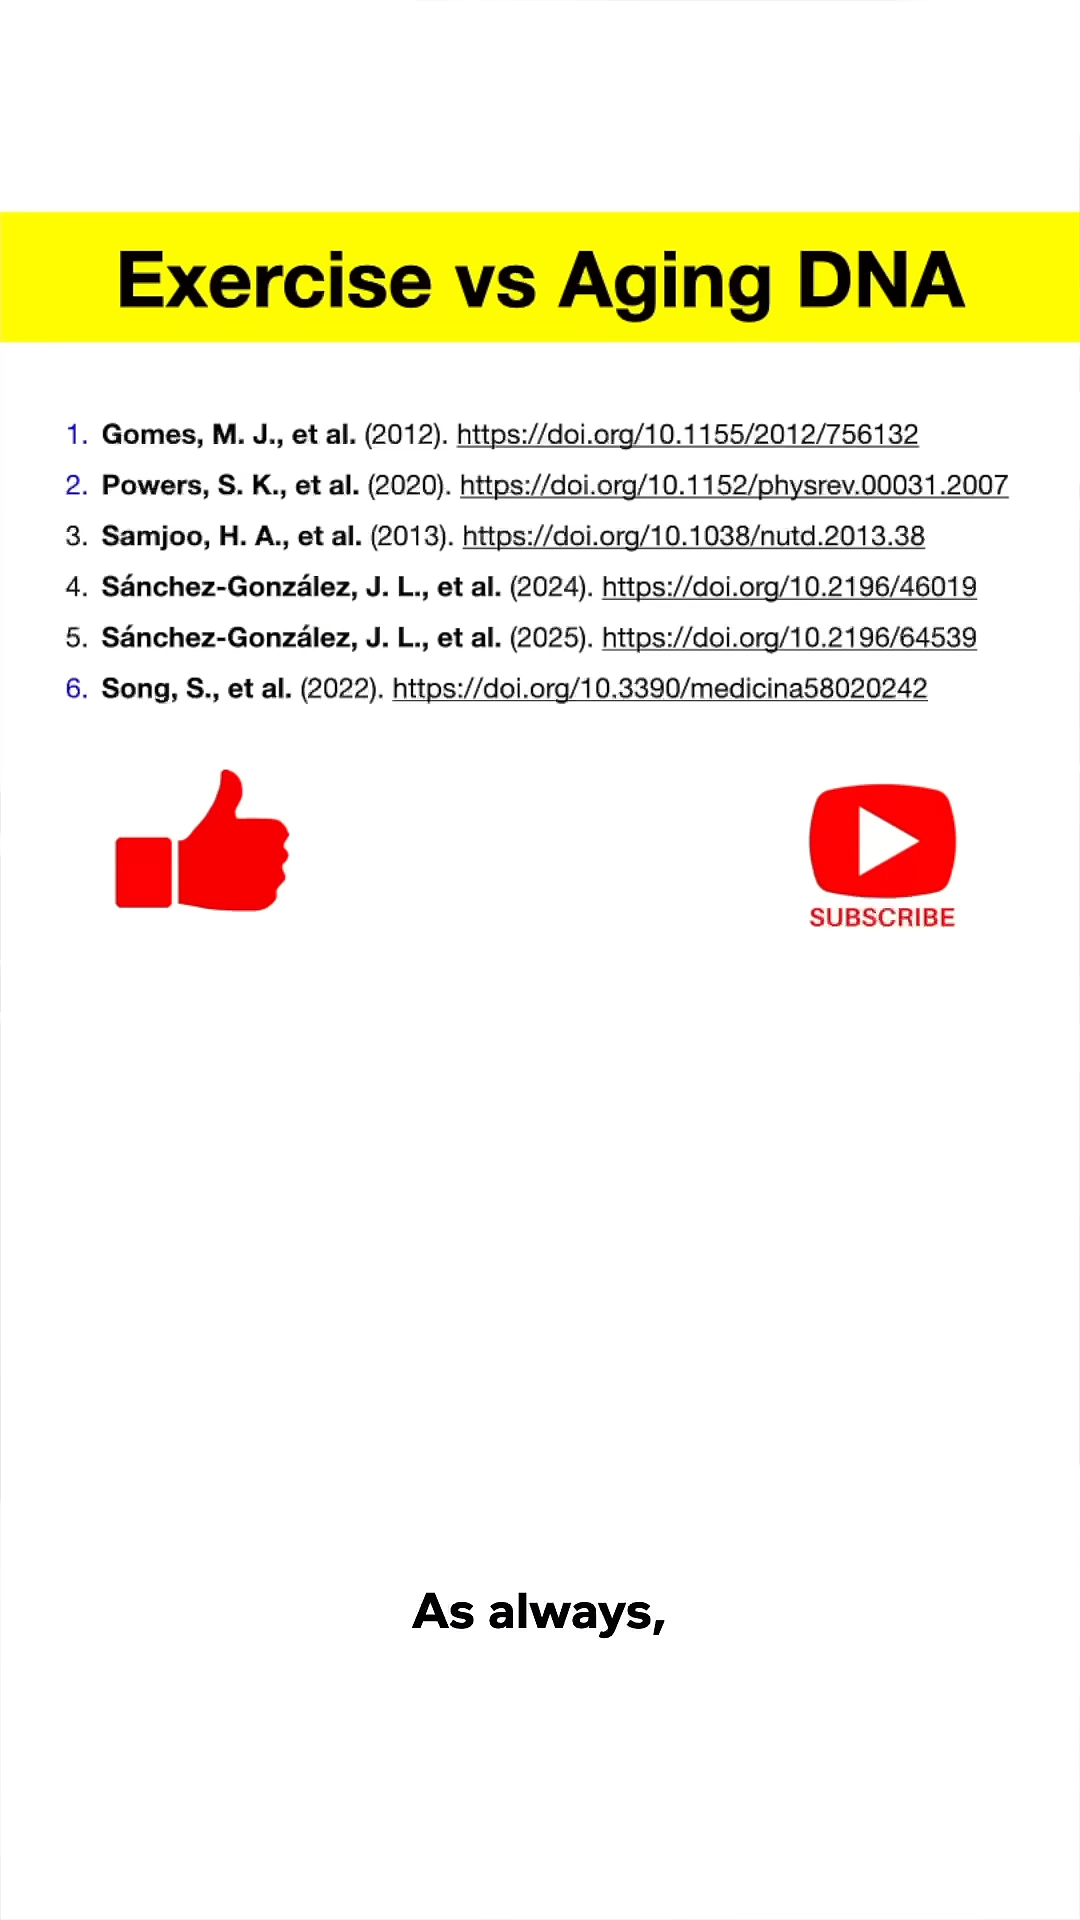 Exercise vs Aging DNA
1. Gomes, M. J., et al. (2012). https://doi.org/10.1155/2012/756132
2. Powers, S. K., et al. (2020). https://doi.org/10.1152/physrev.00031.2007
3. Samjoo, H. A., et al. (2013). https://doi.org/10.1038/nutd.2013.38
4. Sánchez-González, J. L., et al. (2024). https://doi.org/10.2196/46019
5. Sánchez-González, J. L., et al. (2025). https://doi.org/10.2196/64539
6. Song, S., et al. (2022). https://doi.org/10.3390/medicina58020242
SUBSCRIBE
As always,